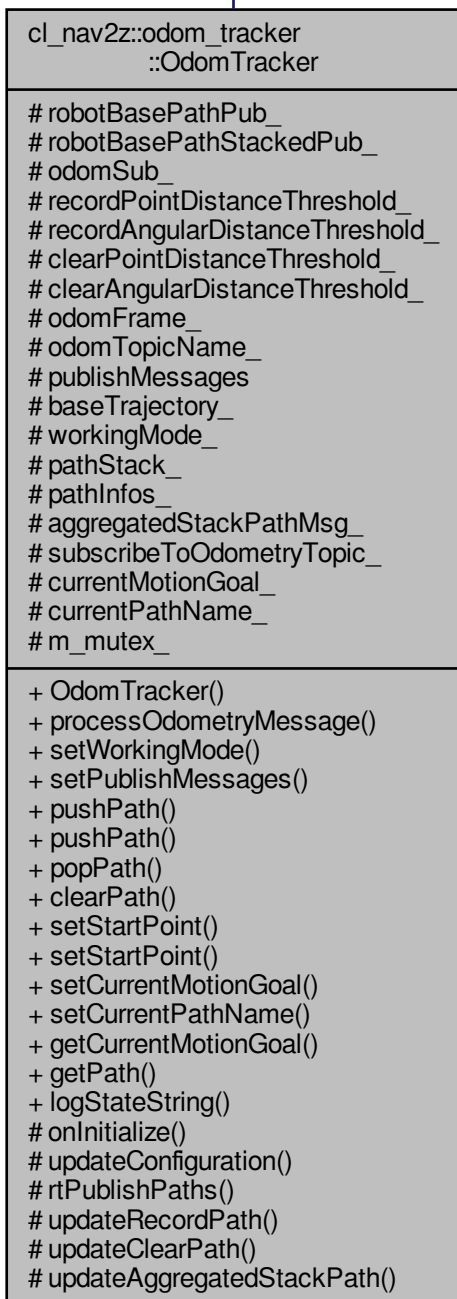 cl_nav2z::odom_tracker
::OdomTracker
# robotBasePathPub_
# robotBasePathStackedPub_
# odomSub_
# recordPointDistanceThreshold_
# recordAngularDistanceThreshold_
# clearPointDistanceThreshold_
# clearAngularDistanceThreshold_
# odomFrame_
# odomTopicName_
# publishMessages
# baseTrajectory_
# workingMode_
# pathStack_
# pathInfos_
# aggregatedStackPathMsg_
# subscribeToOdometryTopic_
# currentMotionGoal_
# currentPathName_
# m_mutex_
+ OdomTracker()
+ processOdometryMessage()
+ setWorkingMode()
+ setPublishMessages()
+ pushPath()
+ pushPath()
+ popPath()
+ clearPath()
+ setStartPoint()
+ setStartPoint()
+ setCurrentMotionGoal()
+ setCurrentPathName()
+ getCurrentMotionGoal()
+ getPath()
+ logStateString()
# onInitialize()
# updateConfiguration()
# rtPublishPaths()
# updateRecordPath()
# updateClearPath()
# updateAggregatedStackPath()